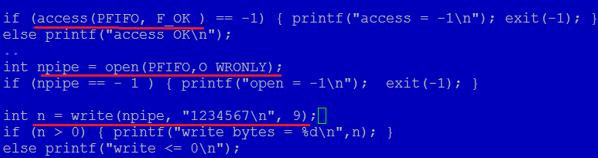 if (access(PFIFO, F_OK ) == -1) { printf("access = -1\n"); exit(-1); }
else printf("access OK\n");
..
int npipe = open(PFIFO,O_WRONLY);
if (npipe == - 1 ) { printf("open = -1\n");  exit(-1); }

int n = write(npipe, "1234567\n", 9);
if (n > 0) { printf("write bytes = %d\n",n); }
else printf("write <= 0\n");